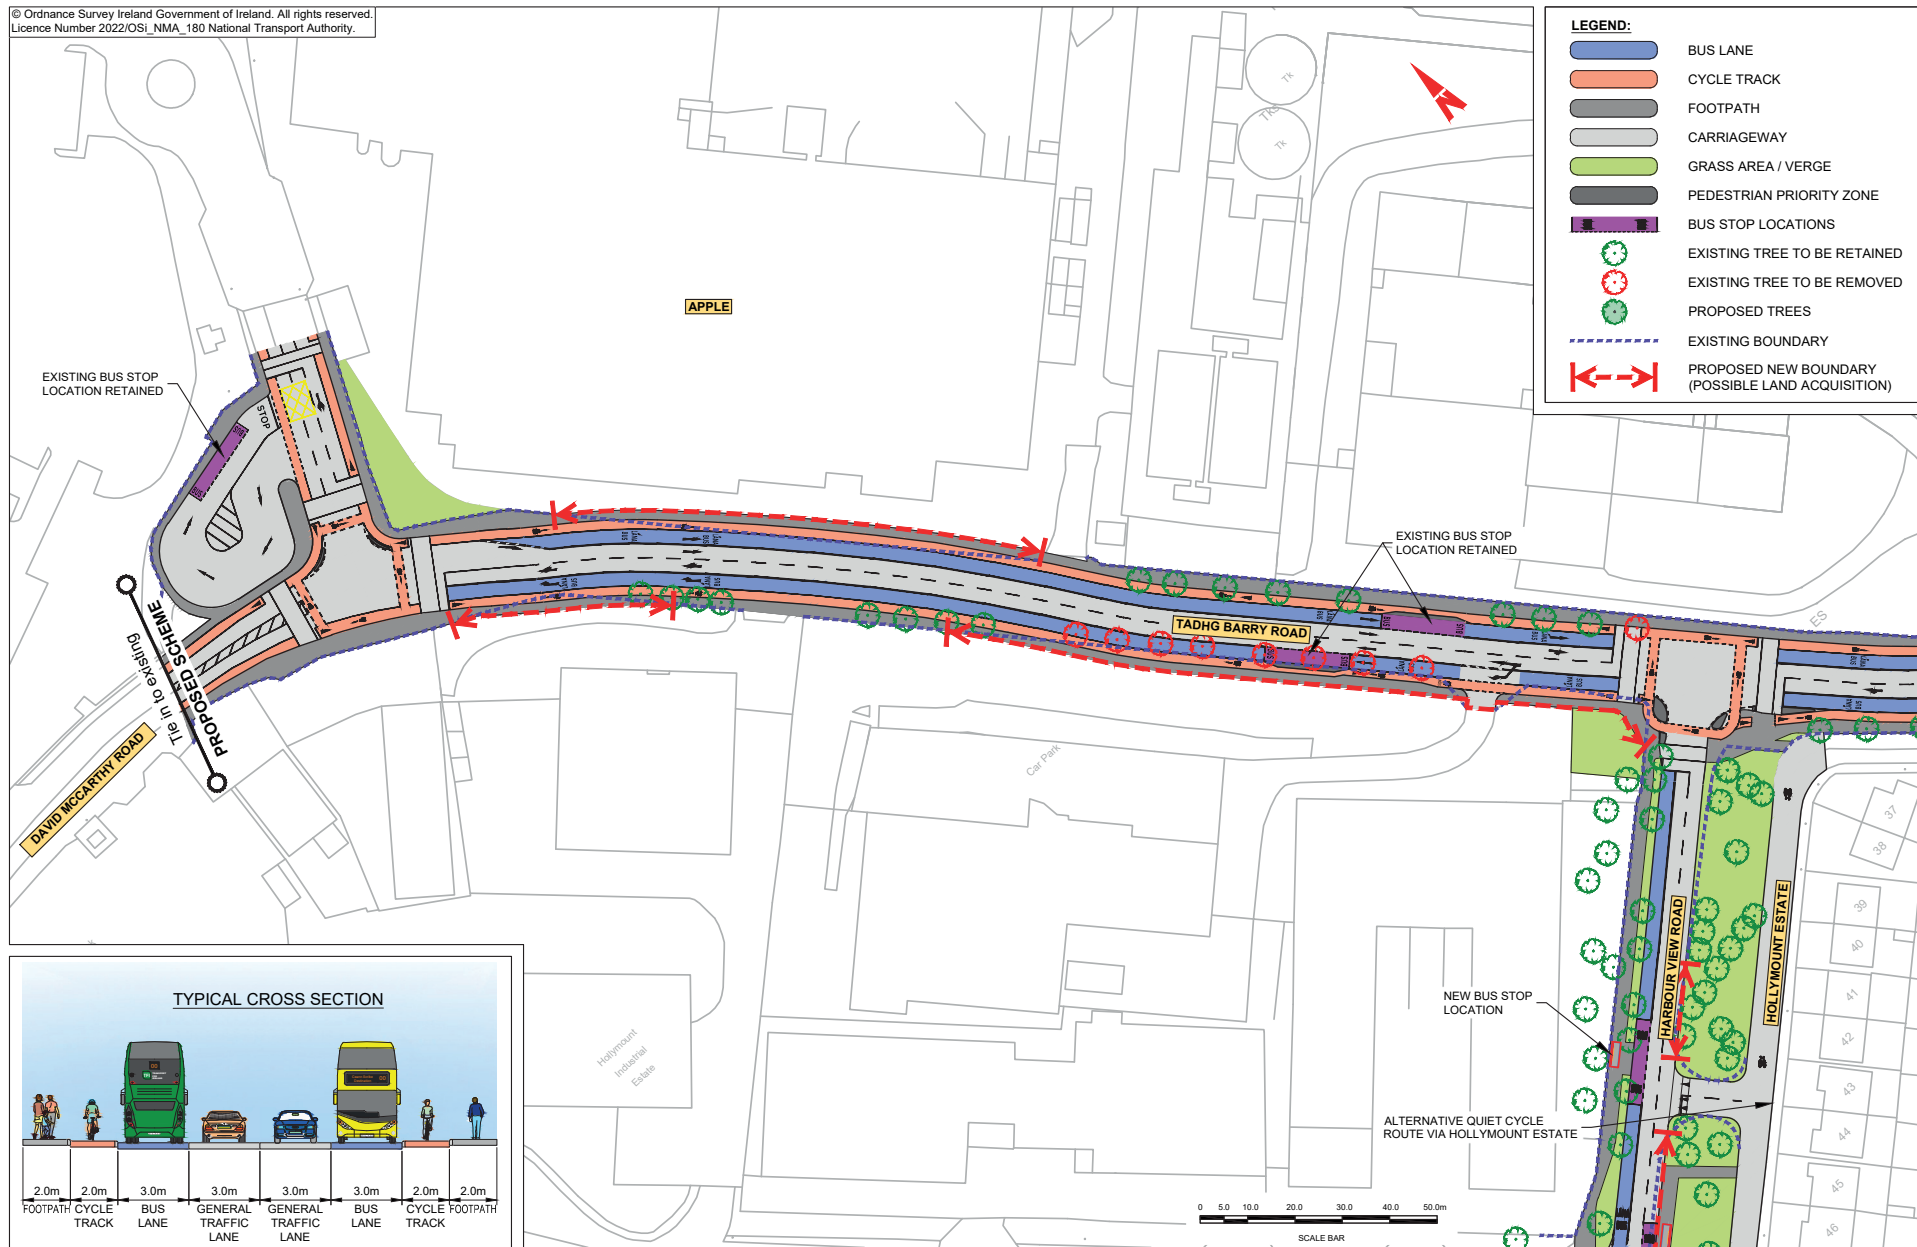 © Ordnance Survey Ireland Government of Ireland. All rights reserved.
Licence Number 2022/OSi_NMA_180 National Transport Authority.
LEGEND:
BUS LANE
CYCLE TRACK
FOOTPATH
CARRIAGEWAY
GRASS AREA / VERGE
PEDESTRIAN PRIORITY ZONE
BUS STOP LOCATIONS
EXISTING TREE TO BE RETAINED
EXISTING TREE TO BE REMOVED
PROPOSED TREES
EXISTING BOUNDARY
PROPOSED NEW BOUNDARY
(POSSIBLE LAND ACQUISITION)
N
Tk
Tks
Tk
APPLE
EXISTING BUS STOP
LOCATION RETAINED
STOP
BUS
BUS
EXISTING BUS STOP
LOCATION RETAINED
TADHG BARRY ROAD
LÁNA
BUS
ES
PROPOSED SCHEME
Tie in to existing
DAVID MCCARTHY ROAD
Car Park
Hollymount
Industrial
Estate
HARBOUR VIEW ROAD
HOLLYMOUNT ESTATE
NEW BUS STOP
LOCATION
ALTERNATIVE QUIET CYCLE
ROUTE VIA HOLLYMOUNT ESTATE
37
38
39
40
41
42
43
44
45
46
TYPICAL CROSS SECTION
2.0m
2.0m
3.0m
3.0m
3.0m
3.0m
2.0m
2.0m
FOOTPATH
CYCLE
TRACK
BUS
LANE
GENERAL
TRAFFIC
LANE
GENERAL
TRAFFIC
LANE
BUS
LANE
CYCLE
TRACK
FOOTPATH
0 5.0 10.0 20.0 30.0 40.0 50.0m
SCALE BAR